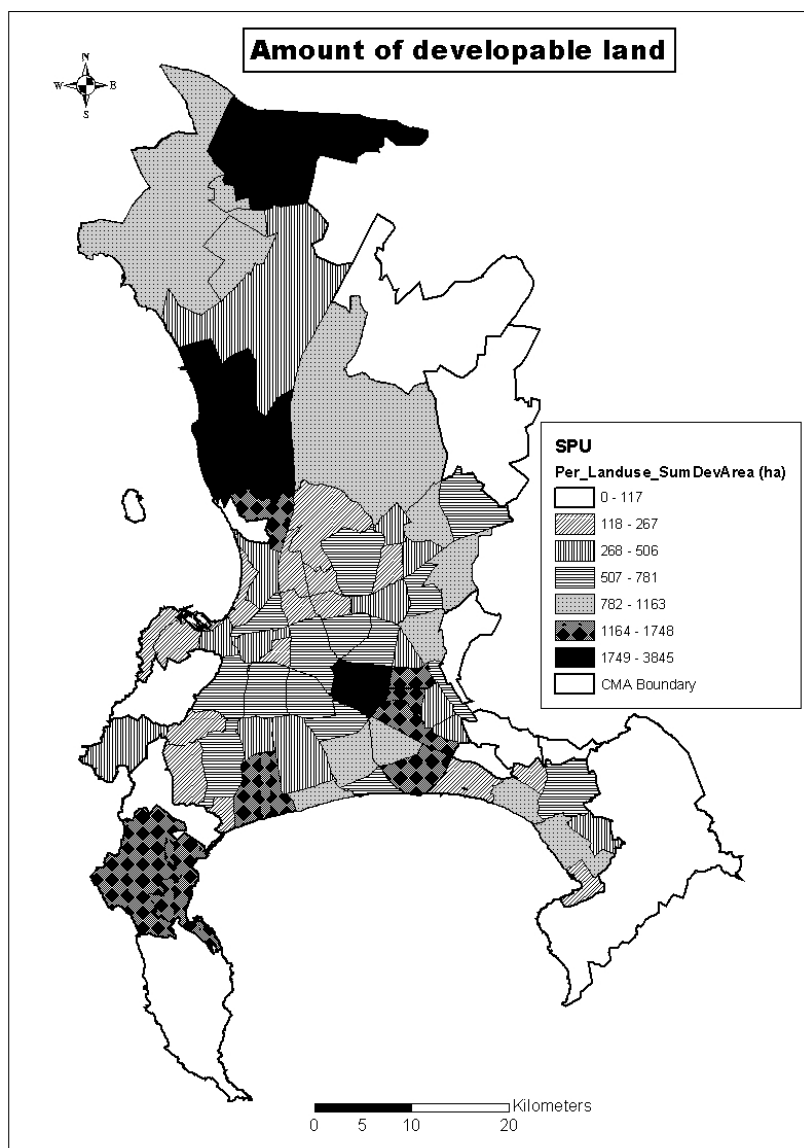 Amount of developable land
N
W E
S
SPU
Per_Landuse_SumDevArea (ha)
0 - 117
118 - 267
268 - 506
507 - 781
782 - 1163
1164 - 1748
1749 - 3845
CMA Boundary
Kilometers
0 5 10 20